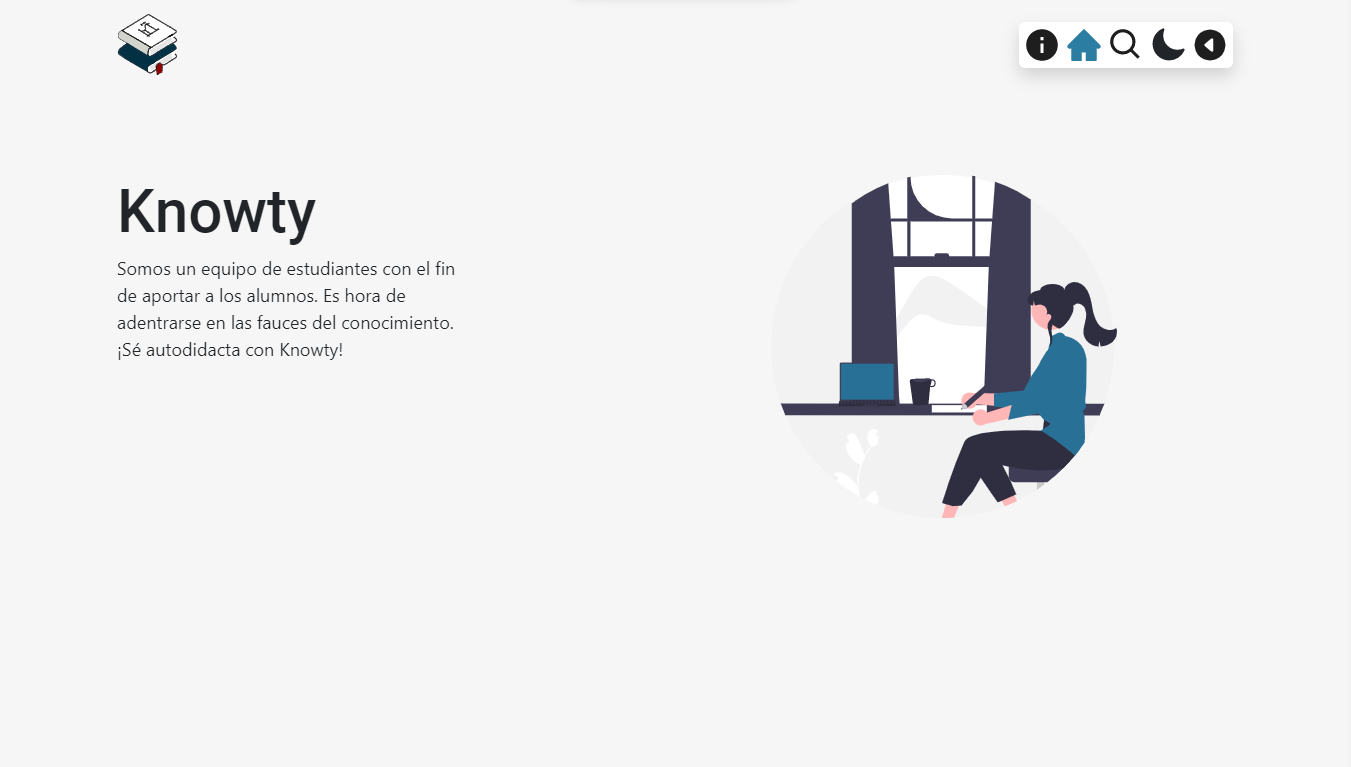 Knowty
Somos un equipo de estudiantes con el fin
de aportar a los alumnos. Es hora de
adentrarse en las fauces del conocimiento.
¡Sé autodidacta con Knowty!